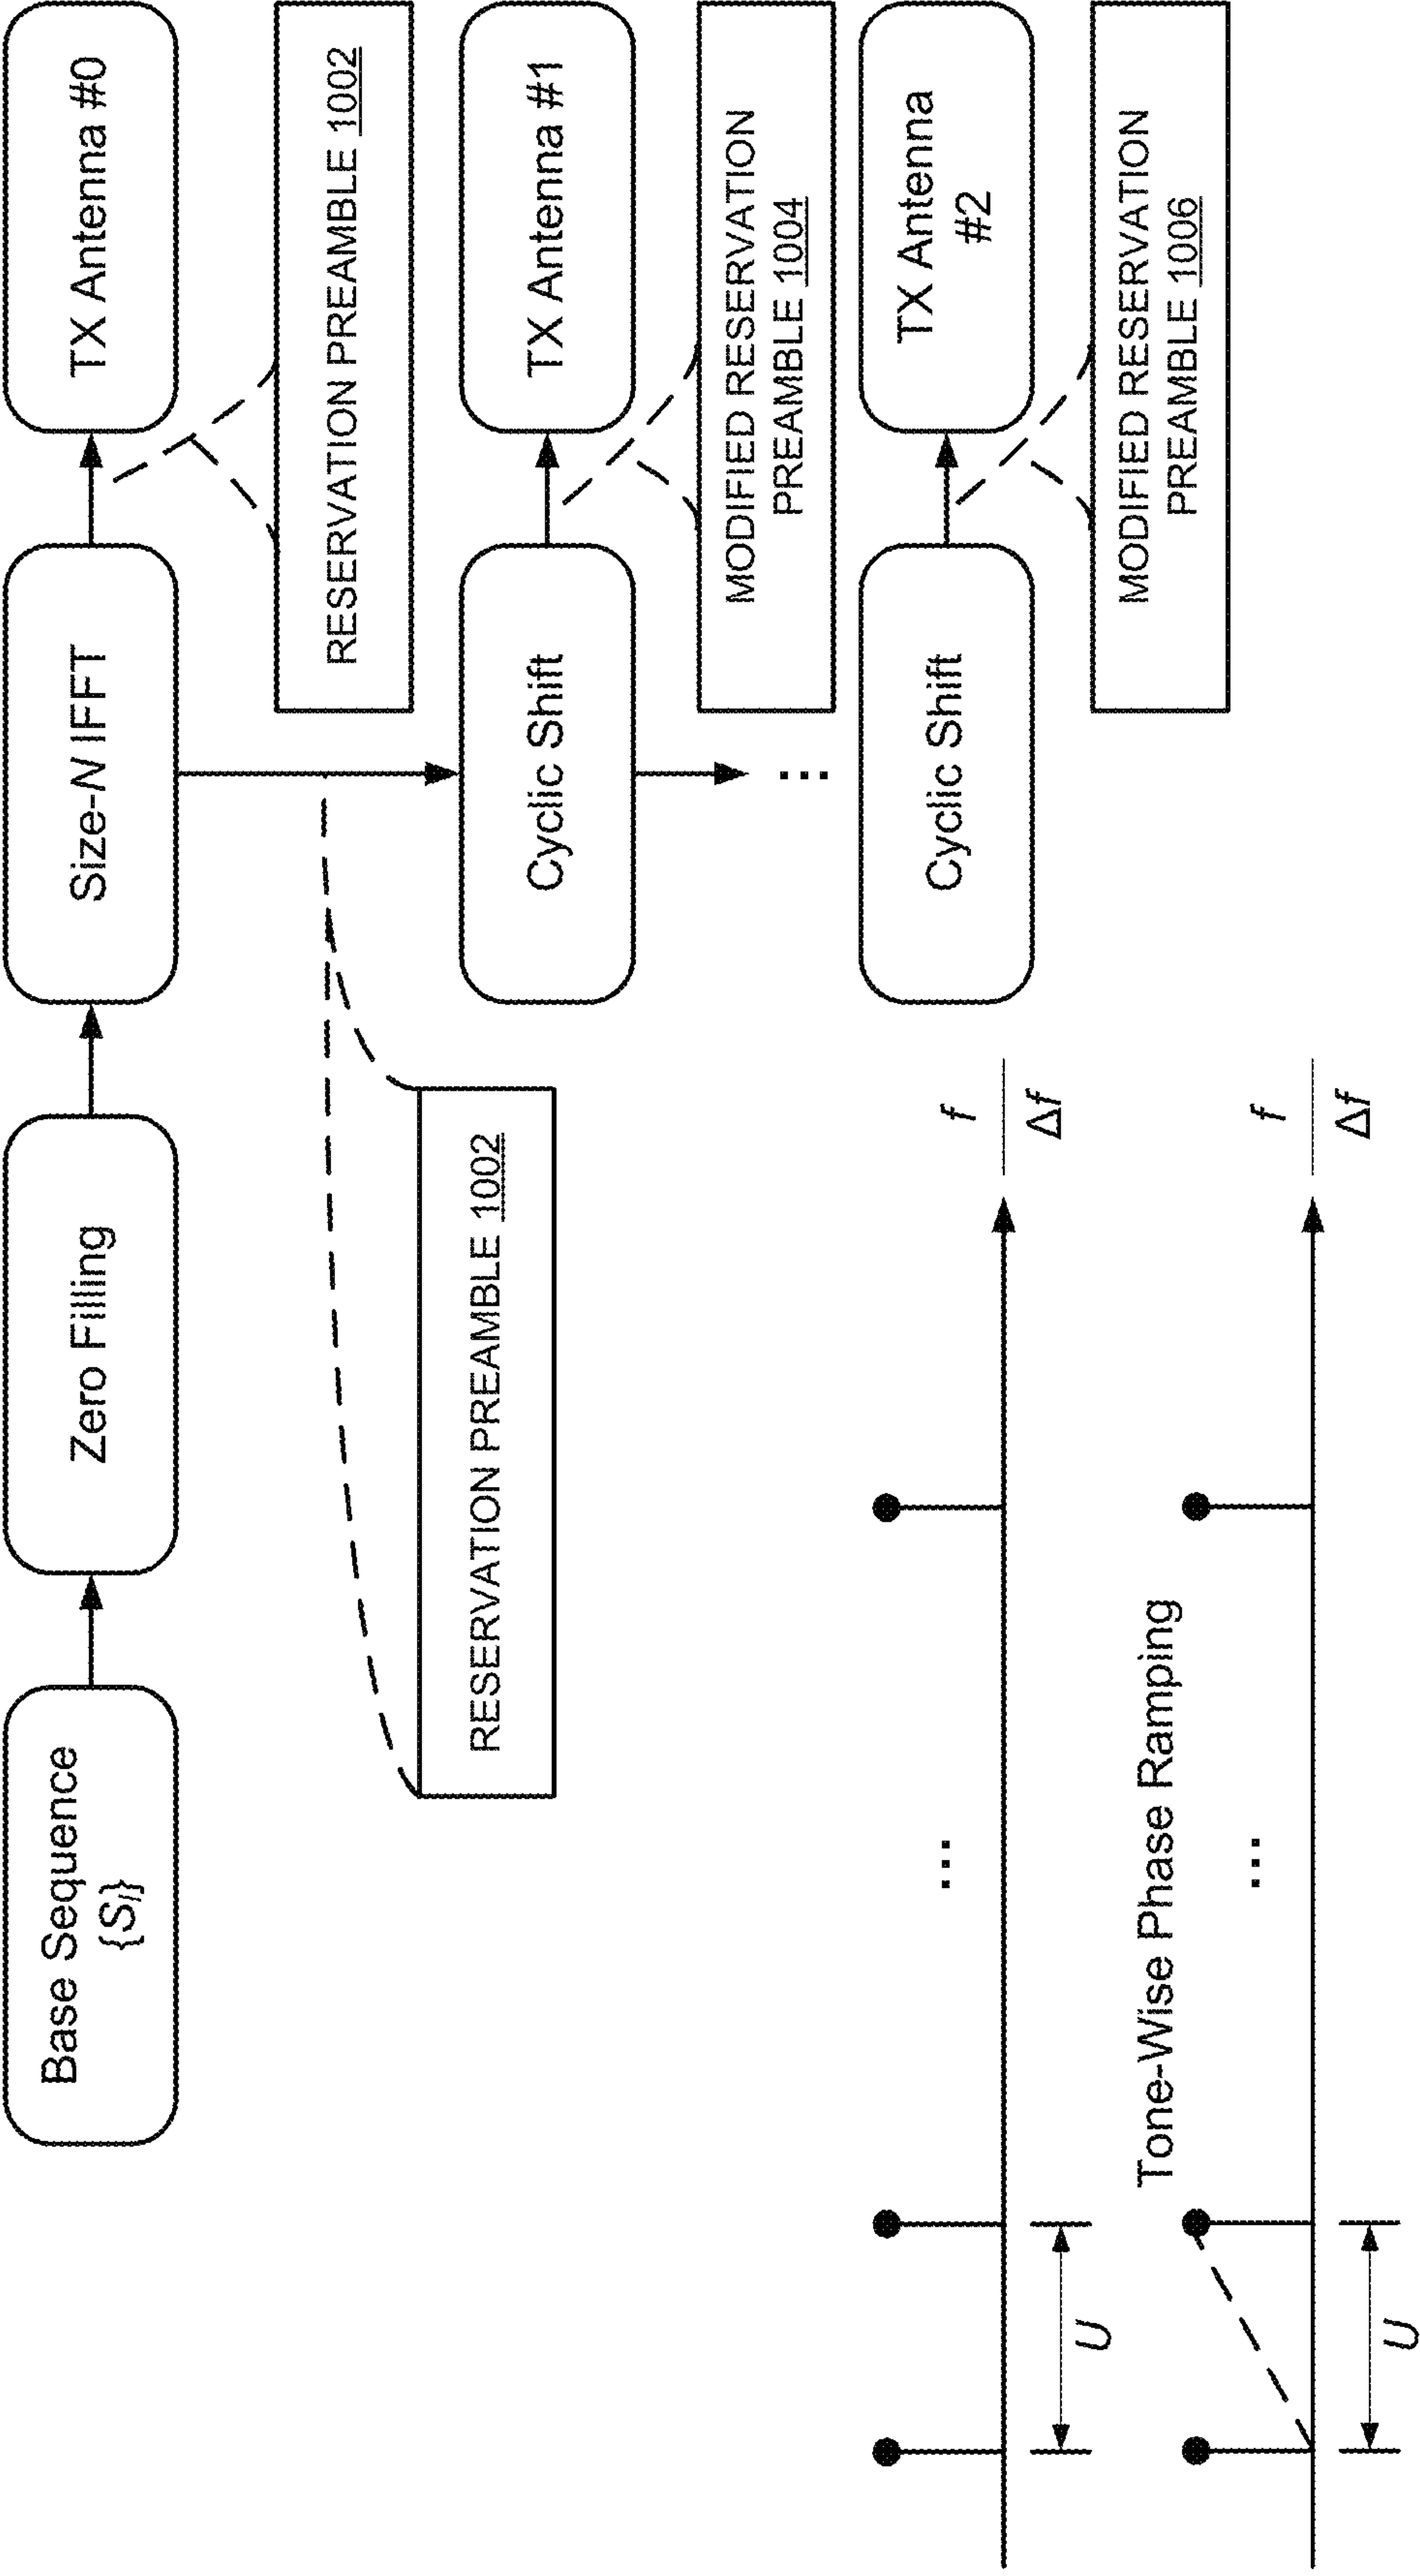 Base Sequence
{Sₗ}
Zero Filling
Size-N IFFT
TX Antenna #0
RESERVATION PREAMBLE 1002
RESERVATION PREAMBLE 1002
Cyclic Shift
TX Antenna #1
MODIFIED RESERVATION
PREAMBLE 1004
...
Cyclic Shift
TX Antenna
#2
MODIFIED RESERVATION
PREAMBLE 1006
...
f
Δf
U
Tone-Wise Phase Ramping
...
f
Δf
U